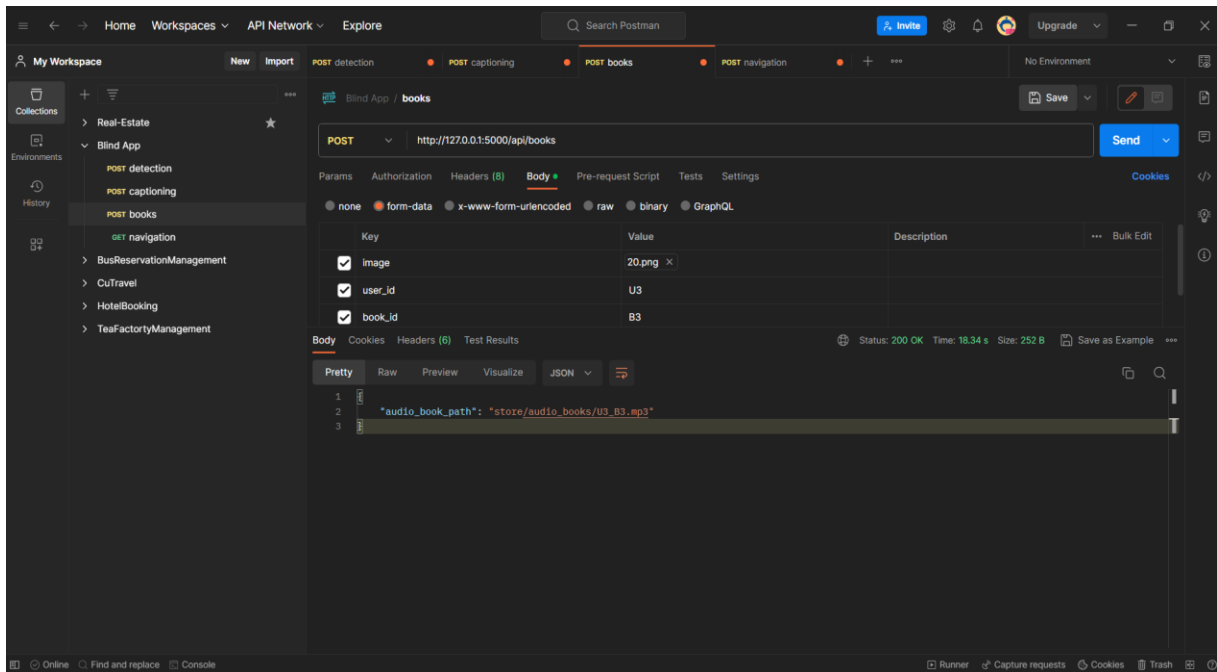 Home Workspaces API Network Explore Search Postman Invite Upgrade
My Workspace New Import POST detection POST captioning POST books POST navigation No Environment
Collections
Environments
History
Real-Estate
Blind App
POST detection
POST captioning
POST books
GET navigation
BusReservationManagement
CuTravel
HotelBooking
TeaFactortyManagement
HTTP Blind App / books Save
POST http://127.0.0.1:5000/api/books Send
Params Authorization Headers (8) Body Pre-request Script Tests Settings Cookies
none form-data x-www-form-urlencoded raw binary GraphQL
Key Value Description Bulk Edit
image 20.png
user_id U3
book_id B3
Body Cookies Headers (6) Test Results Status: 200 OK Time: 18.34 s Size: 252 B Save as Example
Pretty Raw Preview Visualize JSON
1 {
2 "audio_book_path": "store/audio_books/U3_B3.mp3"
3 }
Online Find and replace Console Runner Capture requests Cookies Trash